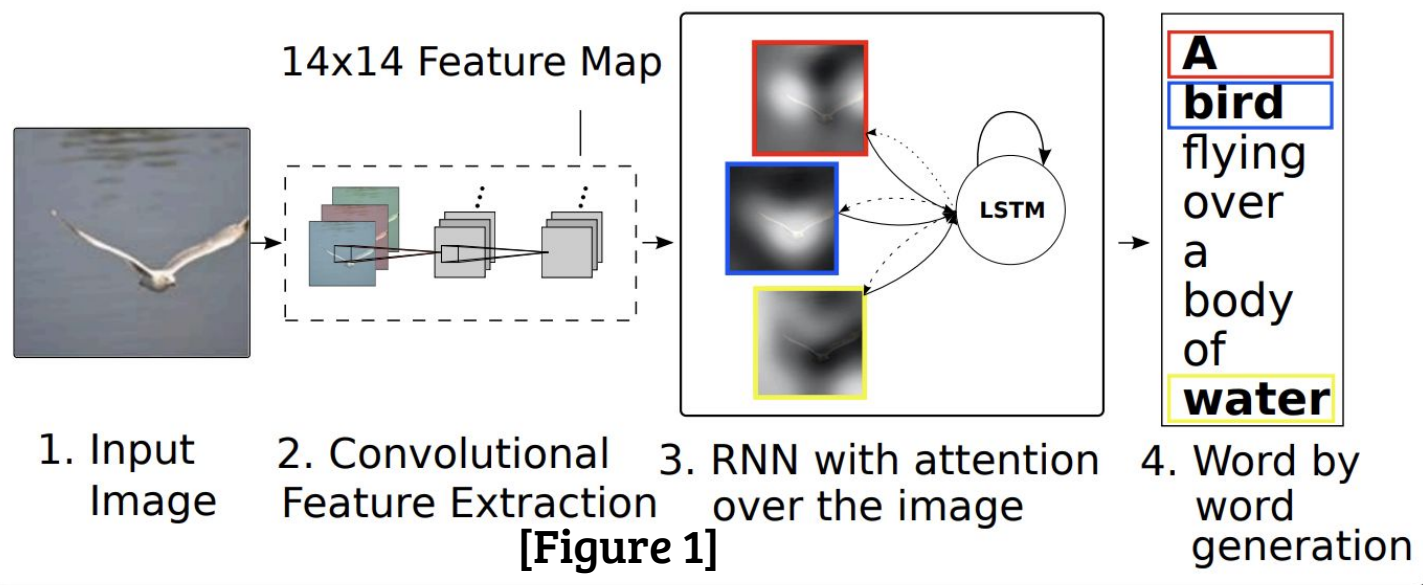 14x14 Feature Map
LSTM
A
bird
flying
over
a
body
of
water
1. Input
Image
2. Convolutional
Feature Extraction
3. RNN with attention
over the image
4. Word by
word
generation
[Figure 1]